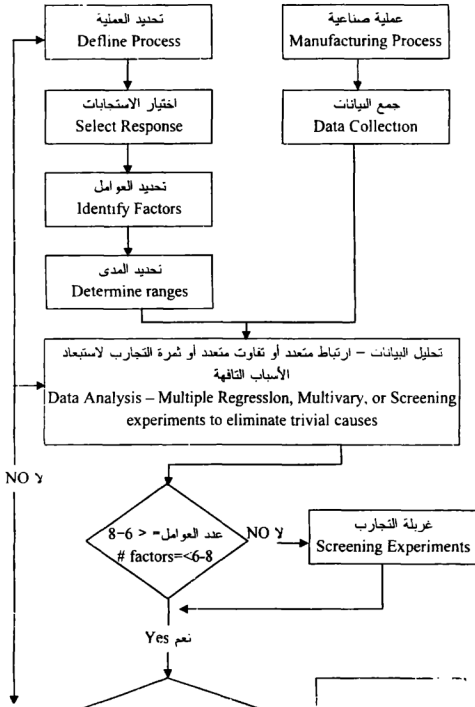 تحديد العملية
Defline Process
عملية صناعية
Manufacturing Process
اختيار الاستجابات
Select Response
جمع البيانات
Data Collection
تحديد العوامل
Identify Factors
تحديد المدى
Determine ranges
تحليل البيانات – ارتباط متعدد أو تفاوت متعدد أو ثمرة التجارب لاستبعاد
الأسباب التافهة
Data Analysis – Multiple Regression, Multivary, or Screening
experiments to eliminate trivial causes
NO لا
عدد العوامل= > 6-8
# factors=<6-8
NO لا
غربلة التجارب
Screening Experiments
Yes نعم